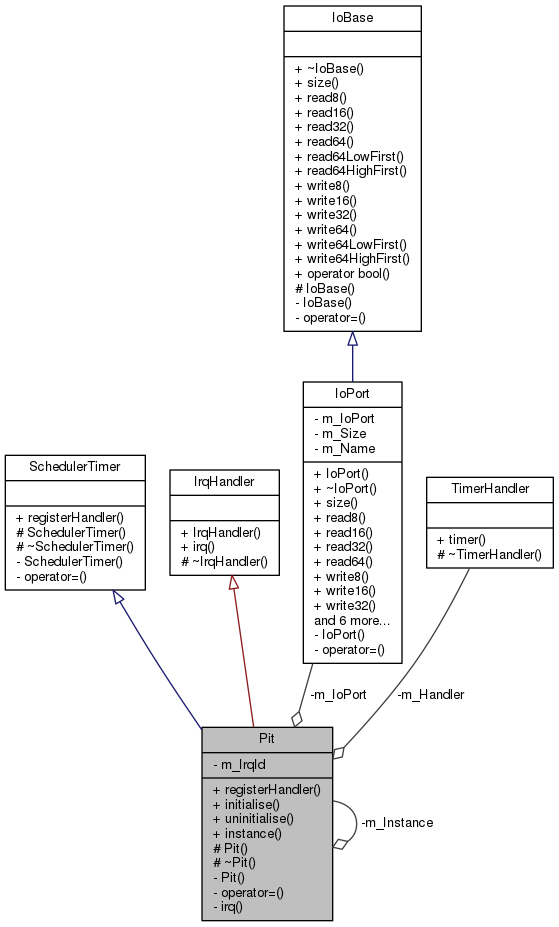 IoBase
+ ~IoBase()
+ size()
+ read8()
+ read16()
+ read32()
+ read64()
+ read64LowFirst()
+ read64HighFirst()
+ write8()
+ write16()
+ write32()
+ write64()
+ write64LowFirst()
+ write64HighFirst()
+ operator bool()
# IoBase()
- IoBase()
- operator=()
IoPort
- m_IoPort
- m_Size
- m_Name
+ IoPort()
+ ~IoPort()
+ size()
+ read8()
+ read16()
+ read32()
+ read64()
+ write8()
+ write16()
+ write32()
and 6 more...
- IoPort()
- operator=()
SchedulerTimer
+ registerHandler()
# SchedulerTimer()
# ~SchedulerTimer()
- SchedulerTimer()
- operator=()
IrqHandler
+ IrqHandler()
+ irq()
# ~IrqHandler()
TimerHandler
+ timer()
# ~TimerHandler()
-m_IoPort
-m_Handler
Pit
- m_IrqId
+ registerHandler()
+ initialise()
+ uninitialise()
+ instance()
# Pit()
# ~Pit()
- Pit()
- operator=()
- irq()
-m_Instance